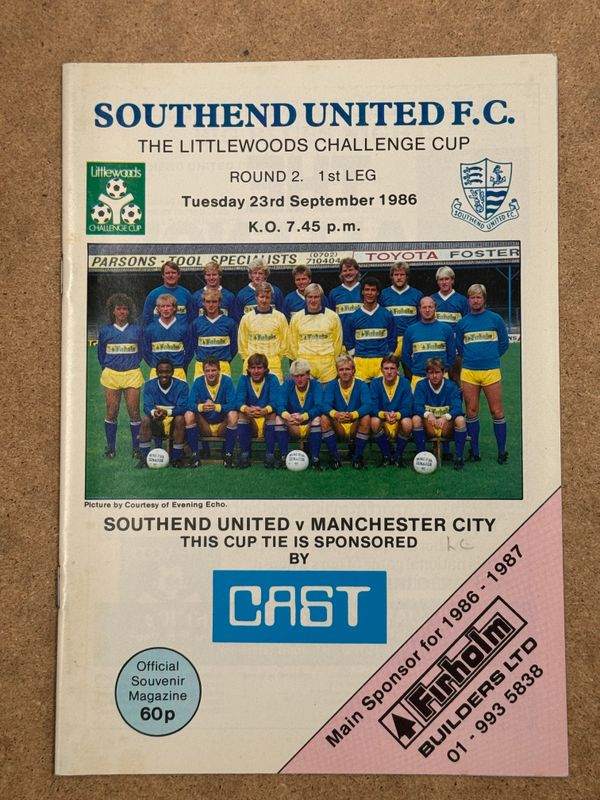 SOUTHEND UNITED F.C.
THE LITTLEWOODS CHALLENGE CUP
ROUND 2. 1st LEG
Tuesday 23rd September 1986
K.O. 7.45 p.m.
Littlewoods
CHALLENGE CUP
SOUTHEND UNITED F.C.
PARSONS-TOOL SPECIALISTS (0702) 710404
TOYOTA FOSTER
Picture by Courtesy of Evening Echo.
SOUTHEND UNITED v MANCHESTER CITY
THIS CUP TIE IS SPONSORED
BY
CAST
Official
Souvenir
Magazine
60p
Main Sponsor for 1986 - 1987
Firholm
BUILDERS LTD
01 - 993 5838